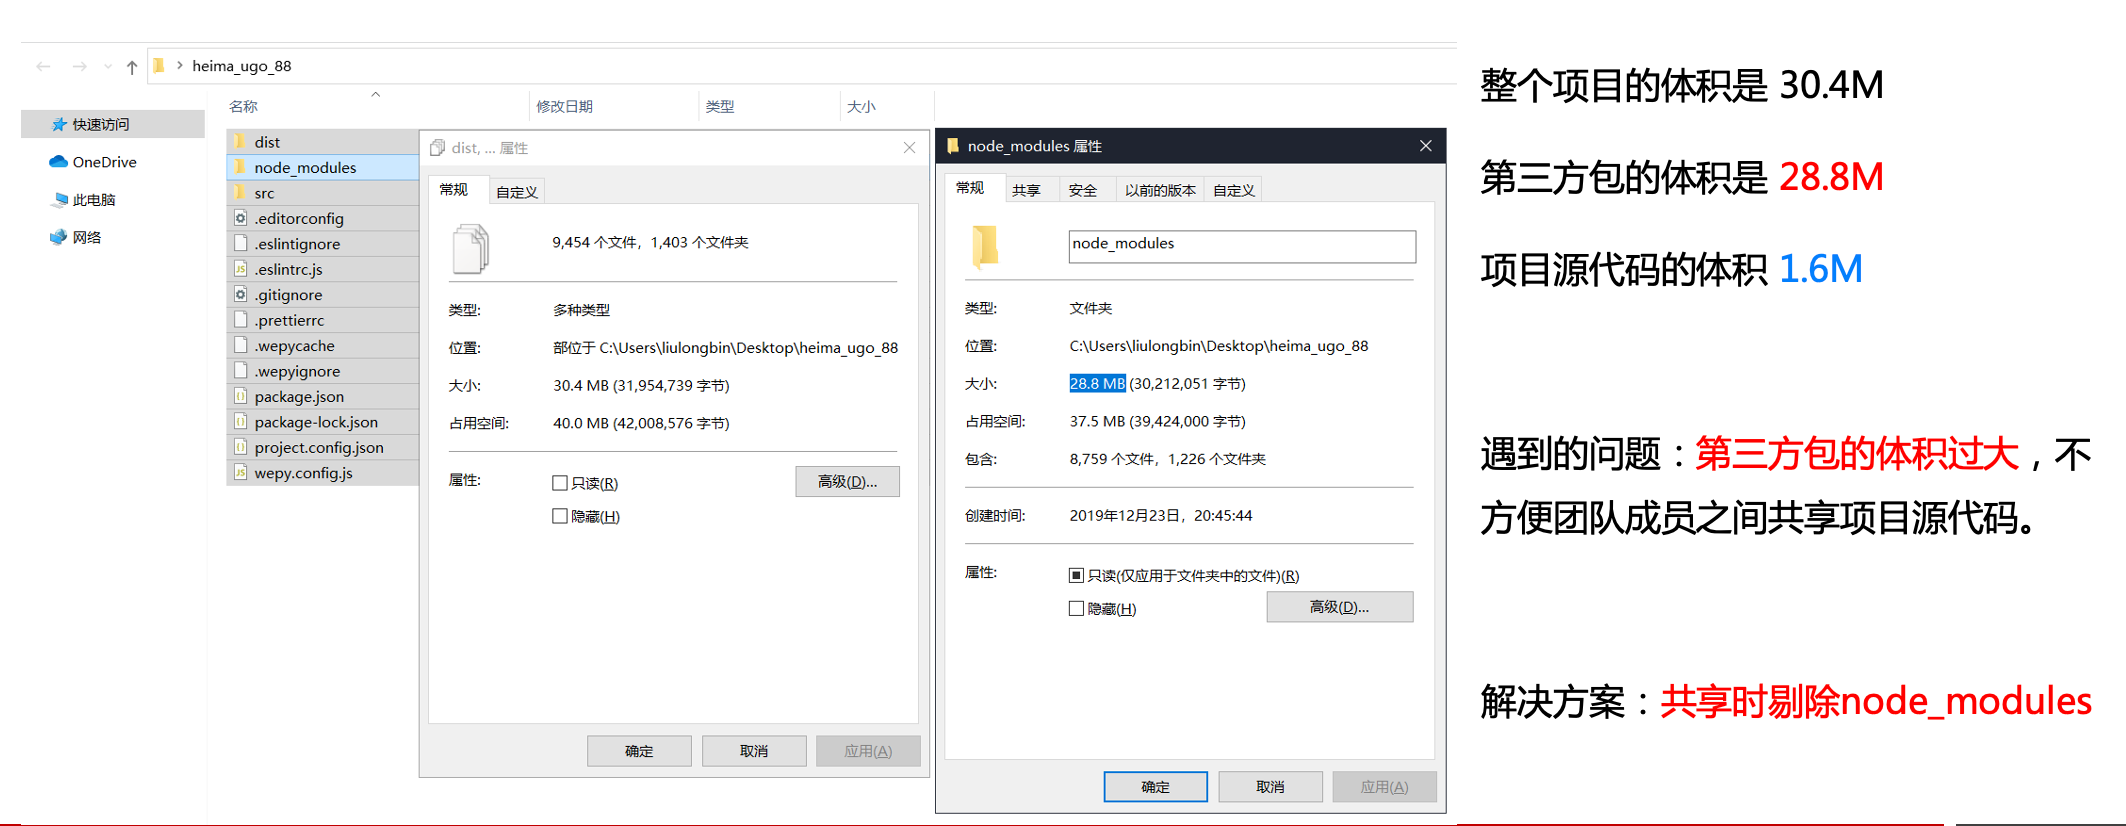 heima_ugo_88
名称
修改日期
类型
大小
快速访问
OneDrive
此电脑
网络
dist
node_modules
src
.editorconfig
.eslintignore
.eslintrc.js
.gitignore
.prettierrc
.wepycache
.wepyignore
package.json
package-lock.json
project.config.json
wepy.config.js
dist, ... 属性
常规
自定义
9,454 个文件，1,403 个文件夹
类型: 多种类型
位置: 部位于 C:\Users\liulongbin\Desktop\heima_ugo_88
大小: 30.4 MB (31,954,739 字节)
占用空间: 40.0 MB (42,008,576 字节)
属性: 只读(R) 高级(D)...
隐藏(H)
确定 取消 应用(A)
node_modules 属性
常规 共享 安全 以前的版本 自定义
node_modules
类型: 文件夹
位置: C:\Users\liulongbin\Desktop\heima_ugo_88
大小: 28.8 MB (30,212,051 字节)
占用空间: 37.5 MB (39,424,000 字节)
包含: 8,759 个文件，1,226 个文件夹
创建时间: 2019年12月23日，20:45:44
属性: 只读(仅应用于文件夹中的文件)(R)
隐藏(H) 高级(D)...
确定 取消 应用(A)
整个项目的体积是 30.4M
第三方包的体积是 28.8M
项目源代码的体积 1.6M
遇到的问题：第三方包的体积过大，不
方便团队成员之间共享项目源代码。
解决方案：共享时剔除node_modules